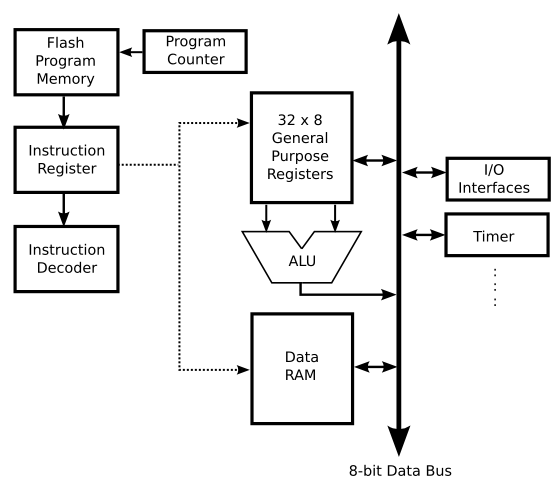 Flash
Program
Memory
Program
Counter
Instruction
Register
Instruction
Decoder
32 x 8
General
Purpose
Registers
ALU
Data
RAM
I/O
Interfaces
Timer
8-bit Data Bus